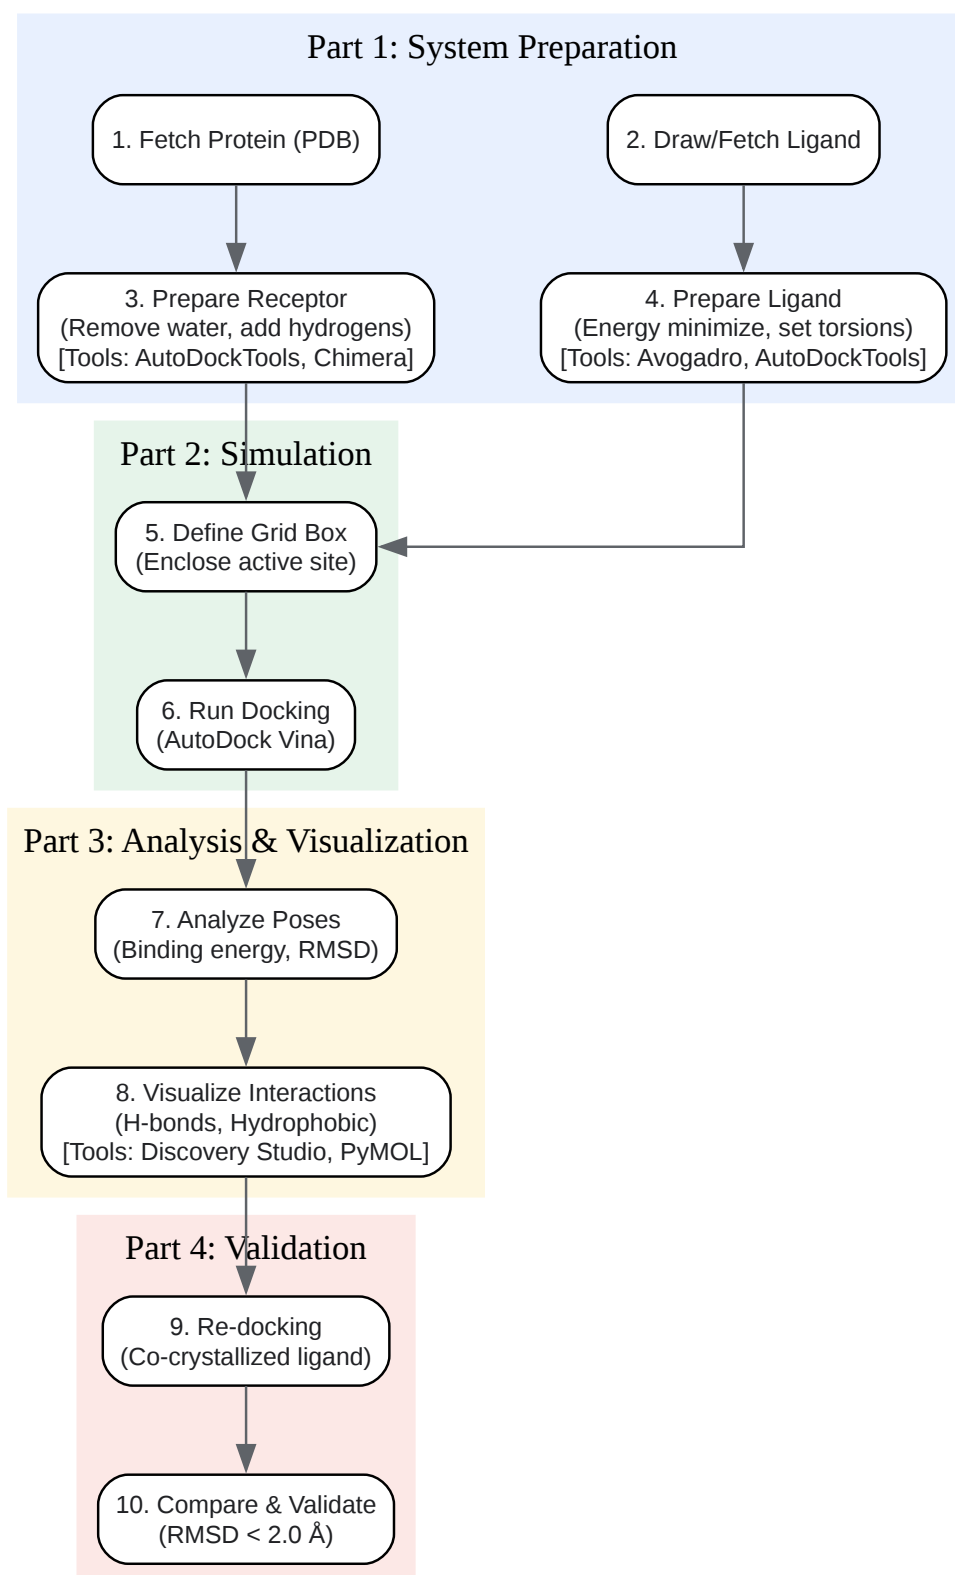 Part 1: System Preparation
1. Fetch Protein (PDB)
2. Draw/Fetch Ligand
3. Prepare Receptor
(Remove water, add hydrogens)
[Tools: AutoDockTools, Chimera]
4. Prepare Ligand
(Energy minimize, set torsions)
[Tools: Avogadro, AutoDockTools]
Part 2: Simulation
5. Define Grid Box
(Enclose active site)
6. Run Docking
(AutoDock Vina)
Part 3: Analysis & Visualization
7. Analyze Poses
(Binding energy, RMSD)
8. Visualize Interactions
(H-bonds, Hydrophobic)
[Tools: Discovery Studio, PyMOL]
Part 4: Validation
9. Re-docking
(Co-crystallized ligand)
10. Compare & Validate
(RMSD < 2.0 Å)